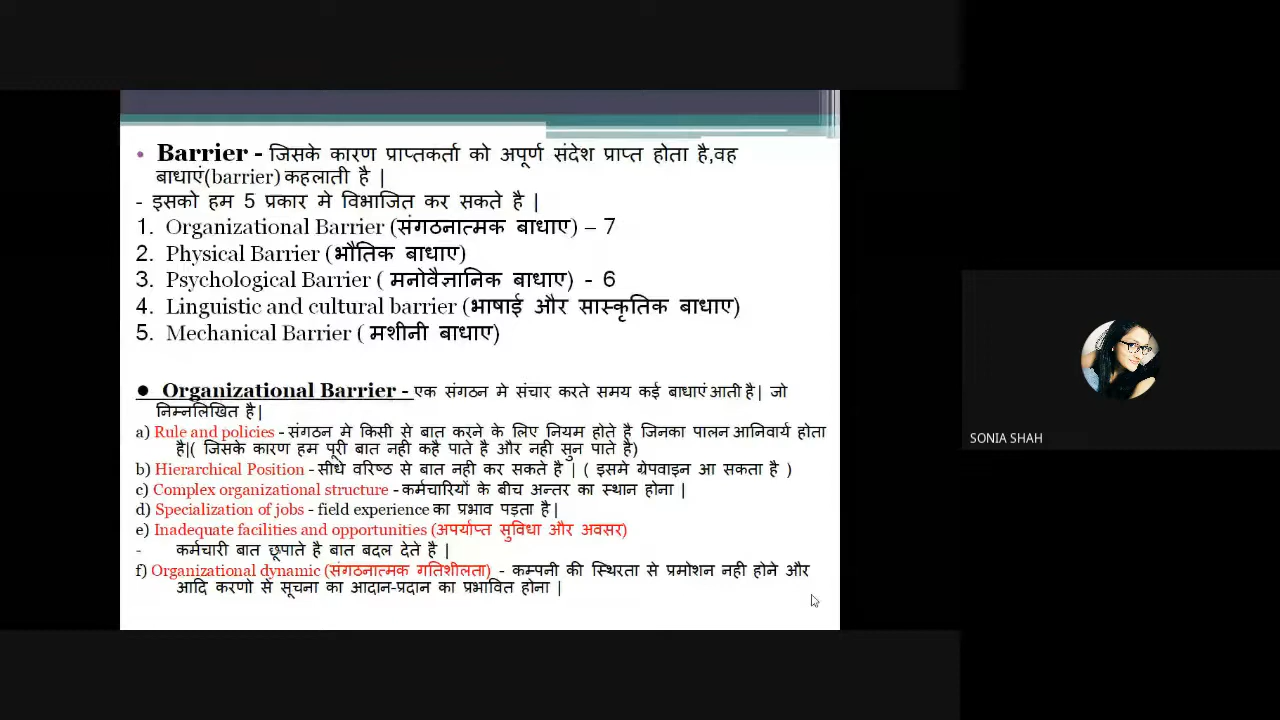 • Barrier - जिसके कारण प्राप्तकर्ता को अपूर्ण संदेश प्राप्त होता है,वह
बाधाएं(barrier) कहलाती है |
- इसको हम 5 प्रकार मे विभाजित कर सकते है |
1. Organizational Barrier (संगठनात्मक बाधाए) – 7
2. Physical Barrier (भौतिक बाधाए)
3. Psychological Barrier ( मनोवैज्ञानिक बाधाए) - 6
4. Linguistic and cultural barrier (भाषाई और सास्कृतिक बाधाए)
5. Mechanical Barrier ( मशीनी बाधाए)
● Organizational Barrier - एक संगठन मे संचार करते समय कई बाधाएं आती है| जो
निम्नलिखित है|
a) Rule and policies - संगठन मे किसी से बात करने के लिए नियम होते है जिनका पालन आनिवार्य होता
है|( जिसके कारण हम पूरी बात नही कहै पाते है और नही सुन पाते है)
b) Hierarchical Position - सीधे वरिष्ठ से बात नही कर सकते है | ( इसमे ग्रेपवाइन आ सकता है )
c) Complex organizational structure - कर्मचारियों के बीच अन्तर का स्थान होना |
d) Specialization of jobs - field experience का प्रभाव पड़ता है|
e) Inadequate facilities and opportunities (अपर्याप्त सुविधा और अवसर)
- कर्मचारी बात छूपाते है बात बदल देते है |
f) Organizational dynamic (संगठनात्मक गतिशीलता) - कम्पनी की स्थिरता से प्रमोशन नही होने और
आदि करणो सें सूचना का आदान-प्रदान का प्रभावित होना |
SONIA SHAH